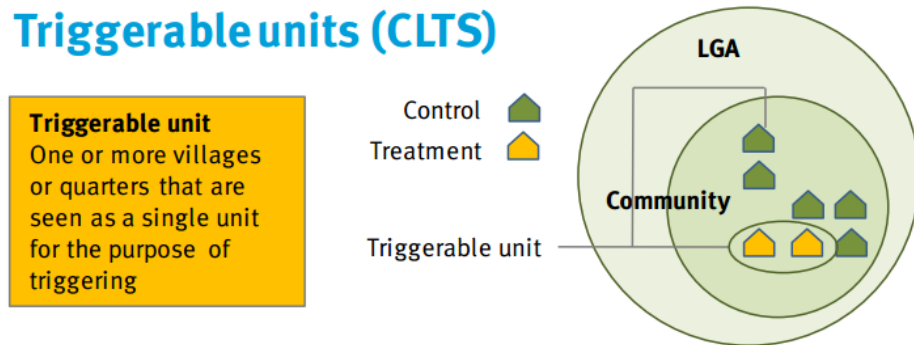 Triggerable units (CLTS)
Triggerable unit
One or more villages
or quarters that are
seen as a single unit
for the purpose of
triggering
Control
Treatment
Triggerable unit
LGA
Community